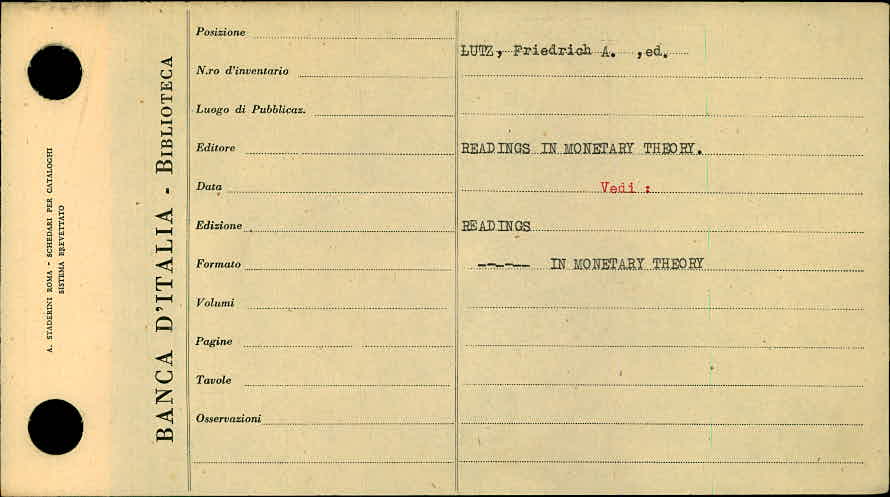 A. STADERINI ROMA - SCHEDARI PER CATALOGHI
SISTEMA BREVETTATO
BANCA D'ITALIA - BIBLIOTECA
Posizione
N.ro d'inventario
Luogo di Pubblicaz.
Editore
Data
Edizione
Formato
Volumi
Pagine
Tavole
Osservazioni
LUTZ, Friedrich A. ,ed.
READINGS IN MONETARY THEORY.
Vedi :
READINGS
----- IN MONETARY THEORY